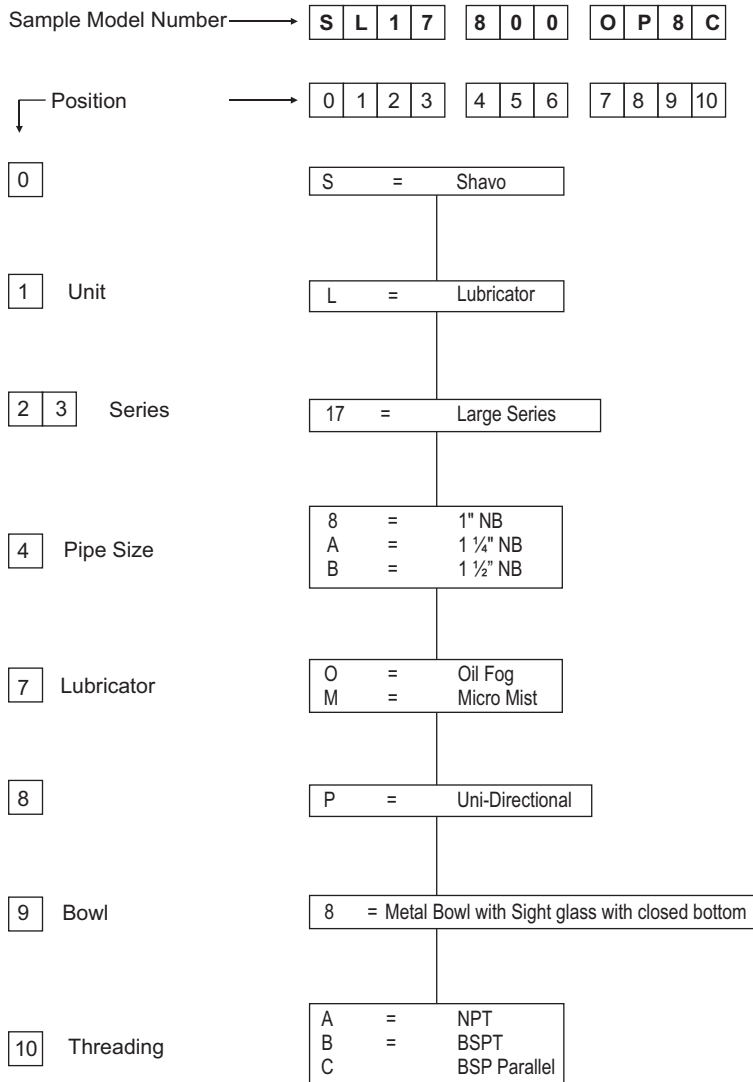 Sample Model Number S L 1 7 8 0 0 O P 8 C
Position 0 1 2 3 4 5 6 7 8 9 10
0 S = Shavo
1 Unit L = Lubricator
2 3 Series 17 = Large Series
8 = 1" NB
4 Pipe Size A = 1 ¼" NB
B = 1 ½” NB
7 Lubricator O = Oil Fog
M = Micro Mist
8 P = Uni-Directional
9 Bowl 8 = Metal Bowl with Sight glass with closed bottom
A = NPT
10 Threading B = BSPT
C BSP Parallel